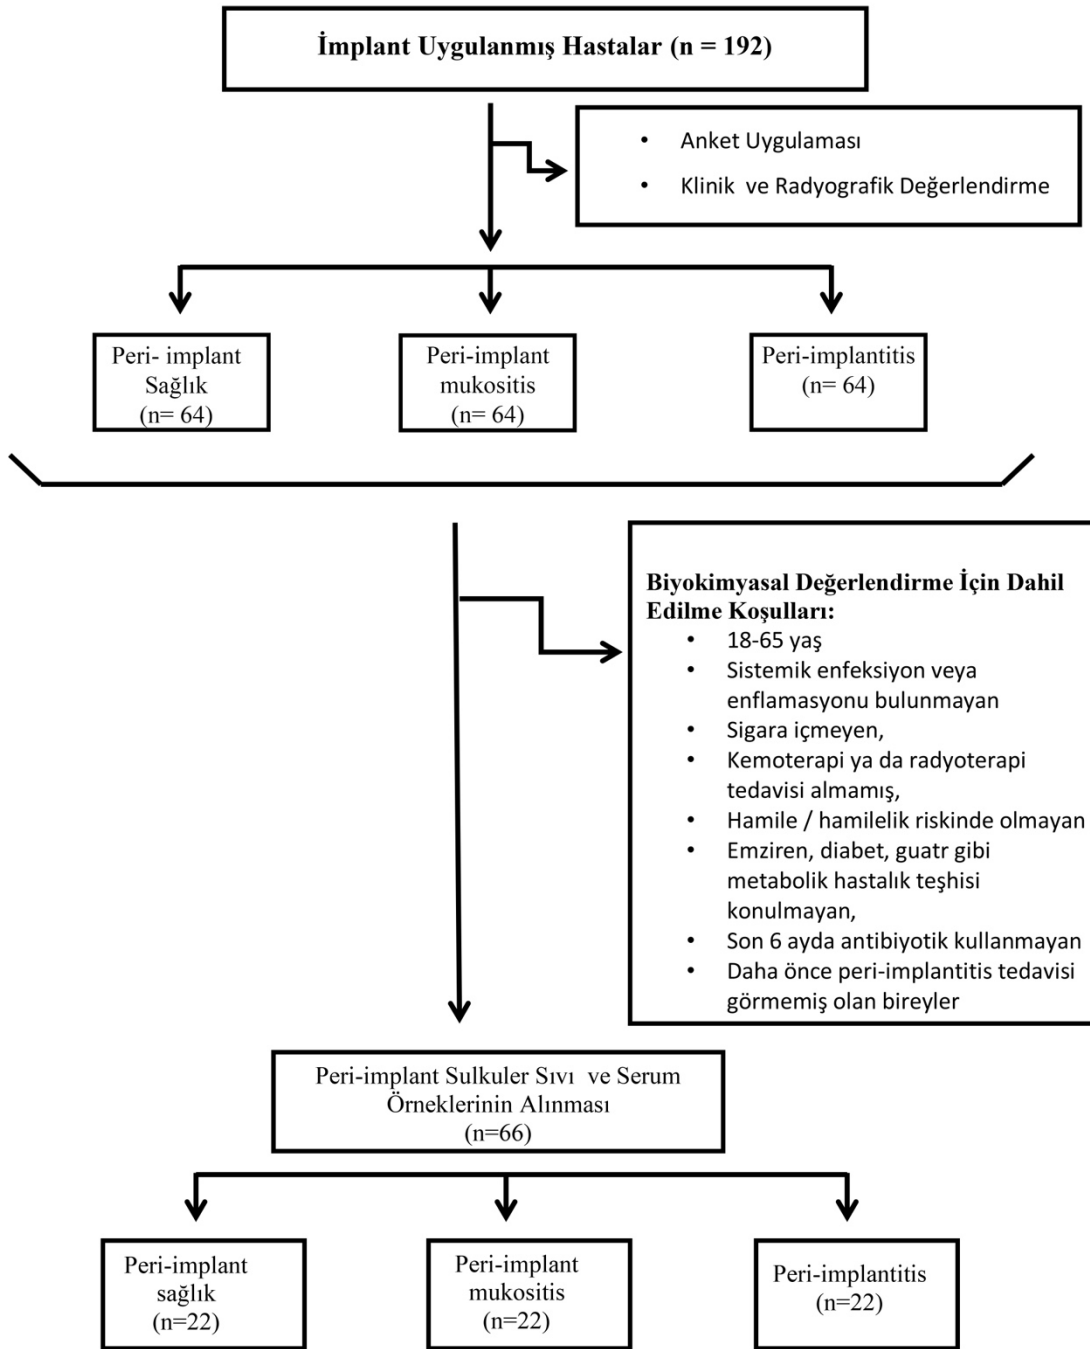 İmplant Uygulanmış Hastalar (n = 192)
• Anket Uygulaması
• Klinik ve Radyografik Değerlendirme
Peri- implant
Sağlık
(n= 64)
Peri-implant
mukositis
(n= 64)
Peri-implantitis
(n= 64)
Biyokimyasal Değerlendirme İçin Dahil
Edilme Koşulları:
• 18-65 yaş
• Sistemik enfeksiyon veya
enflamasyonu bulunmayan
• Sigara içmeyen,
• Kemoterapi ya da radyoterapi
tedavisi almamış,
• Hamile / hamilelik riskinde olmayan
• Emziren, diabet, guatr gibi
metabolik hastalık teşhisi
konulmayan,
• Son 6 ayda antibiyotik kullanmayan
• Daha önce peri-implantitis tedavisi
görmemiş olan bireyler
Peri-implant Sulkuler Sıvı ve Serum
Örneklerinin Alınması
(n=66)
Peri-implant
sağlık
(n=22)
Peri-implant
mukositis
(n=22)
Peri-implantitis
(n=22)